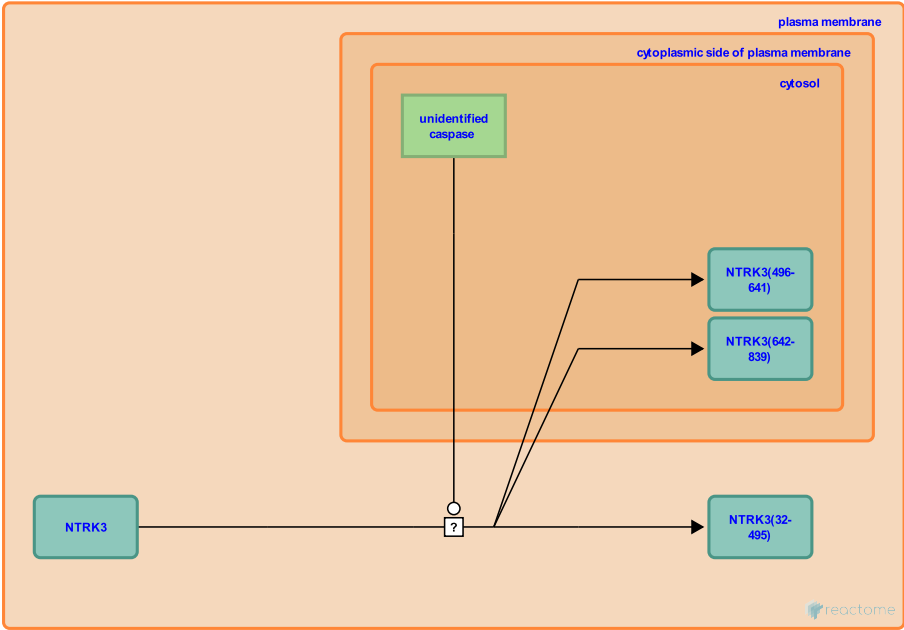 plasma membrane
cytoplasmic side of plasma membrane
cytosol
unidentified
caspase
NTRK3(496-
641)
NTRK3(642-
839)
NTRK3
?
NTRK3(32-
495)
reactome